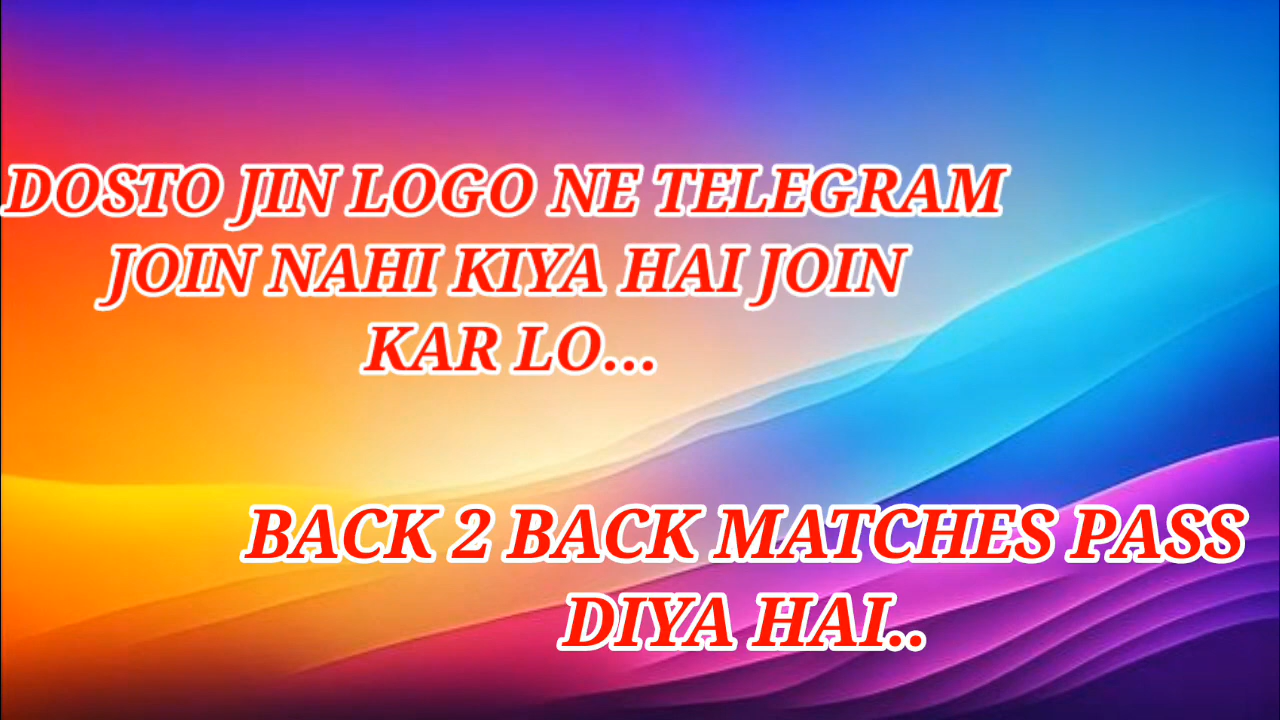 DOSTO JIN LOGO NE TELEGRAM
JOIN NAHI KIYA HAI JOIN
KAR LO...
BACK 2 BACK MATCHES PASS
DIYA HAI..